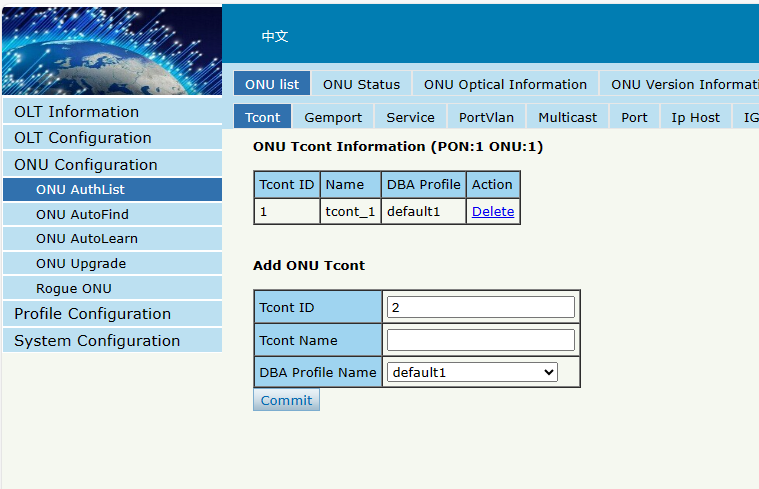 中文
ONU list ONU Status ONU Optical Information ONU Version Informati
Tcont Gemport Service PortVlan Multicast Port Ip Host IG
OLT Information
OLT Configuration
ONU Configuration
ONU AuthList
ONU AutoFind
ONU AutoLearn
ONU Upgrade
Rogue ONU
Profile Configuration
System Configuration
ONU Tcont Information (PON:1 ONU:1)
Tcont ID Name DBA Profile Action
1 tcont_1 default1 Delete
Add ONU Tcont
Tcont ID 2
Tcont Name
DBA Profile Name default1
Commit